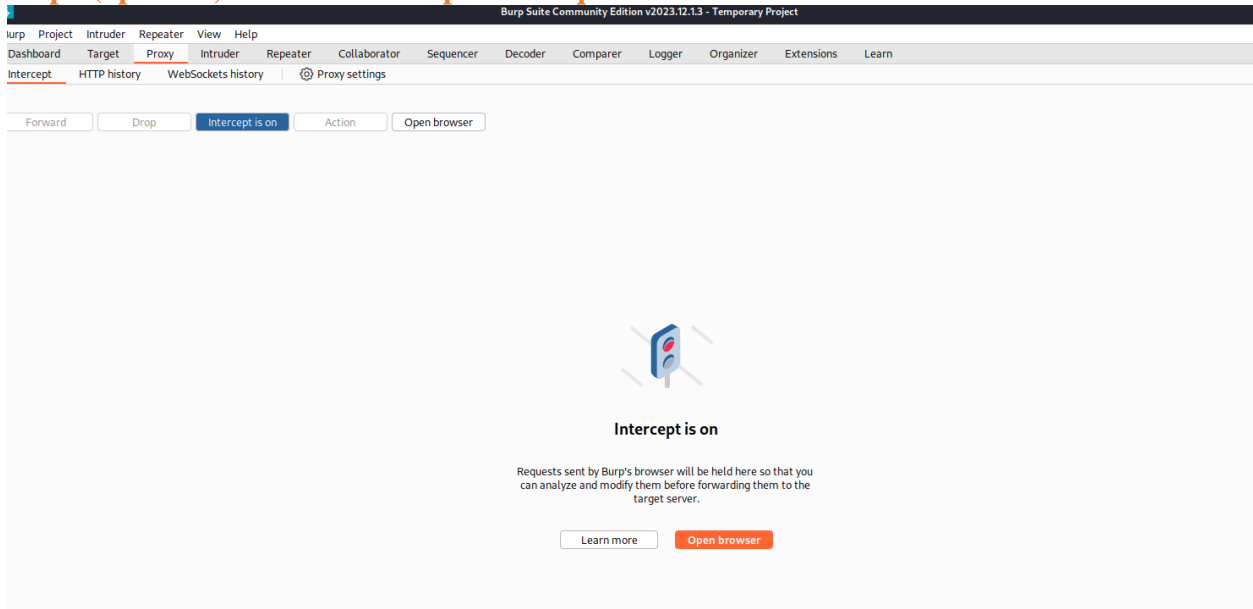 Burp Suite Community Edition v2023.12.1.3 - Temporary Project
Burp Project Intruder Repeater View Help
Dashboard Target Proxy Intruder Repeater Collaborator Sequencer Decoder Comparer Logger Organizer Extensions Learn
Intercept HTTP history WebSockets history Proxy settings
Forward Drop Intercept is on Action Open browser
Intercept is on
Requests sent by Burp's browser will be held here so that you
can analyze and modify them before forwarding them to the
target server.
Learn more Open browser